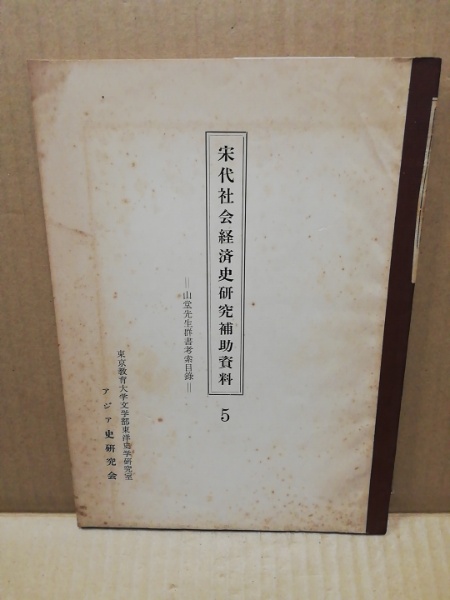 宋代社会経済史研究補助資料 5
＝山堂先生群書考索目錄＝
東京教育大学文学部東洋史学研究室
アジア史研究会